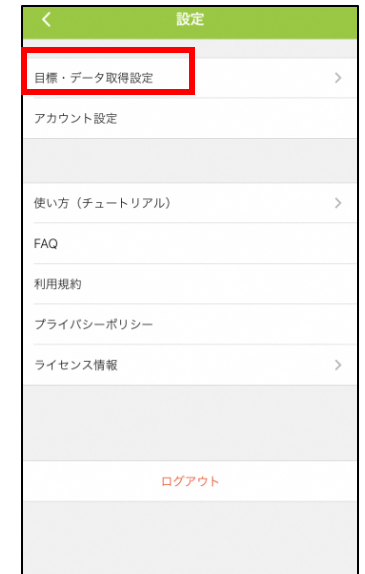 設定
目標・データ取得設定
アカウント設定
使い方（チュートリアル）
FAQ
利用規約
プライバシーポリシー
ライセンス情報
ログアウト